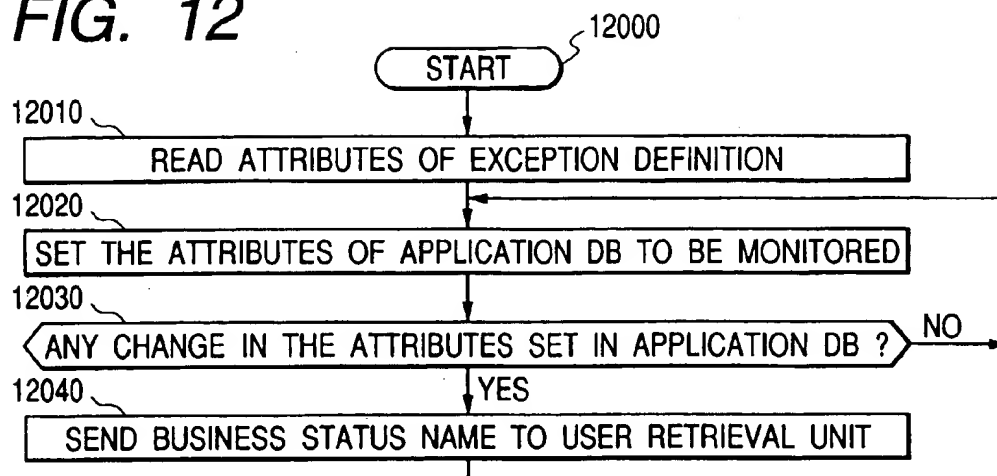 FIG. 12
12000
START
12010
READ ATTRIBUTES OF EXCEPTION DEFINITION
12020
SET THE ATTRIBUTES OF APPLICATION DB TO BE MONITORED
12030
ANY CHANGE IN THE ATTRIBUTES SET IN APPLICATION DB ?
NO
YES
12040
SEND BUSINESS STATUS NAME TO USER RETRIEVAL UNIT